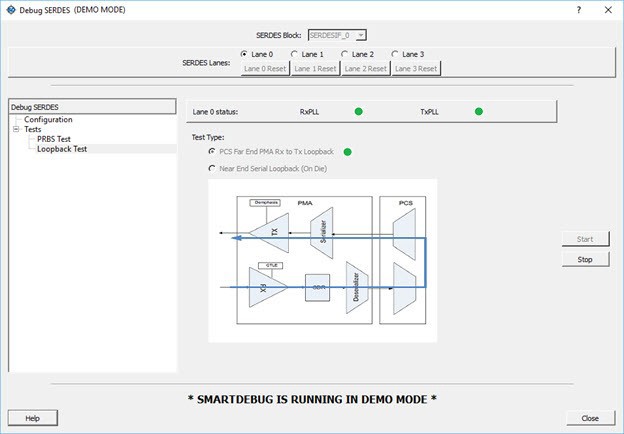 Debug SERDES (DEMO MODE)
? ×
SERDES Block: SERDESIF_0
SERDES Lanes: Lane 0 Lane 1 Lane 2 Lane 3
Lane 0 Reset Lane 1 Reset Lane 2 Reset Lane 3 Reset
Debug SERDES
Configuration
Tests
PRBS Test
Loopback Test
Lane 0 status: RxPLL TxPLL
Test Type:
PCS Far End PMA Rx to Tx Loopback
Near End Serial Loopback (On Die)
PMA PCS
TX
Serializer
CTLE
RX
CDR
Deserializer
Start
Stop
* SMARTDEBUG IS RUNNING IN DEMO MODE *
Help
Close